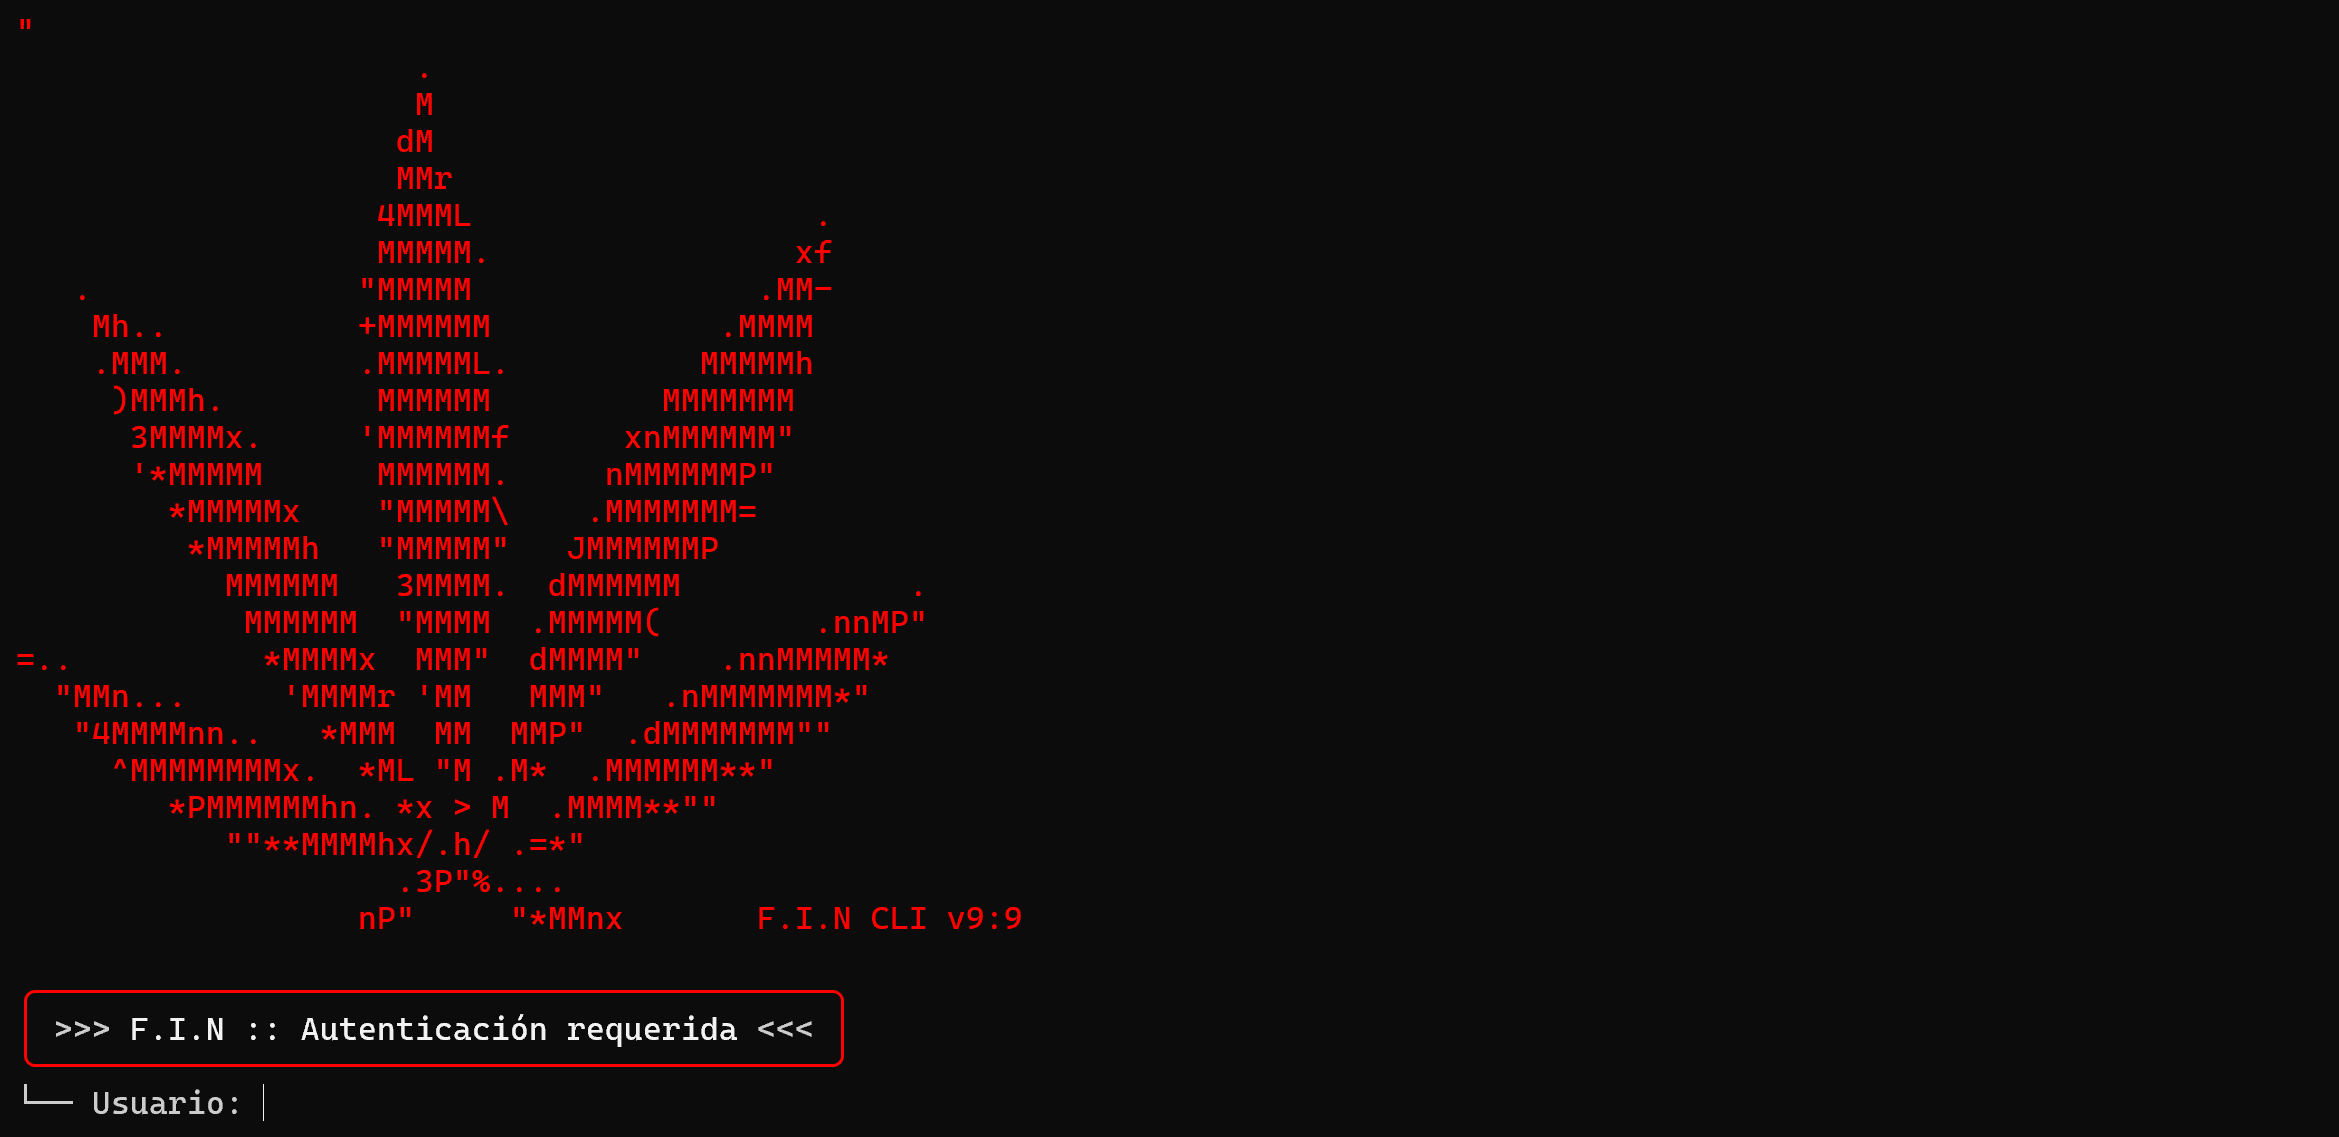 "
                     .
                     M
                    dM
                    MMr
                   4MMML                  .
                   MMMMM.                xf
   .              "MMMMM               .MM-
    Mh..          +MMMMMM            .MMMM
    .MMM.         .MMMMML.          MMMMMh
     )MMMh.        MMMMMM         MMMMMMM
      3MMMMx.     'MMMMMMf      xnMMMMMM"
      '*MMMMM      MMMMMM.     nMMMMMMP"
        *MMMMMx    "MMMMM\    .MMMMMMM=
         *MMMMMh   "MMMMM"   JMMMMMMP
           MMMMMM   3MMMM.  dMMMMMM            .
            MMMMMM  "MMMM  .MMMMM(        .nnMP"
=..          *MMMMx  MMM"  dMMMM"    .nnMMMMM*
  "MMn...     'MMMMr 'MM   MMM"   .nMMMMMMM*"
   "4MMMMnn..   *MMM  MM  MMP"  .dMMMMMMM""
     ^MMMMMMMMx.  *ML "M .M*  .MMMMMM**"
        *PMMMMMMhn. *x > M  .MMMM**""
           ""**MMMMhx/.h/ .=*"
                    .3P"%....
                  nP"     "*MMnx       F.I.N CLI v9:9
>>> F.I.N :: Autenticación requerida <<<
└── Usuario: